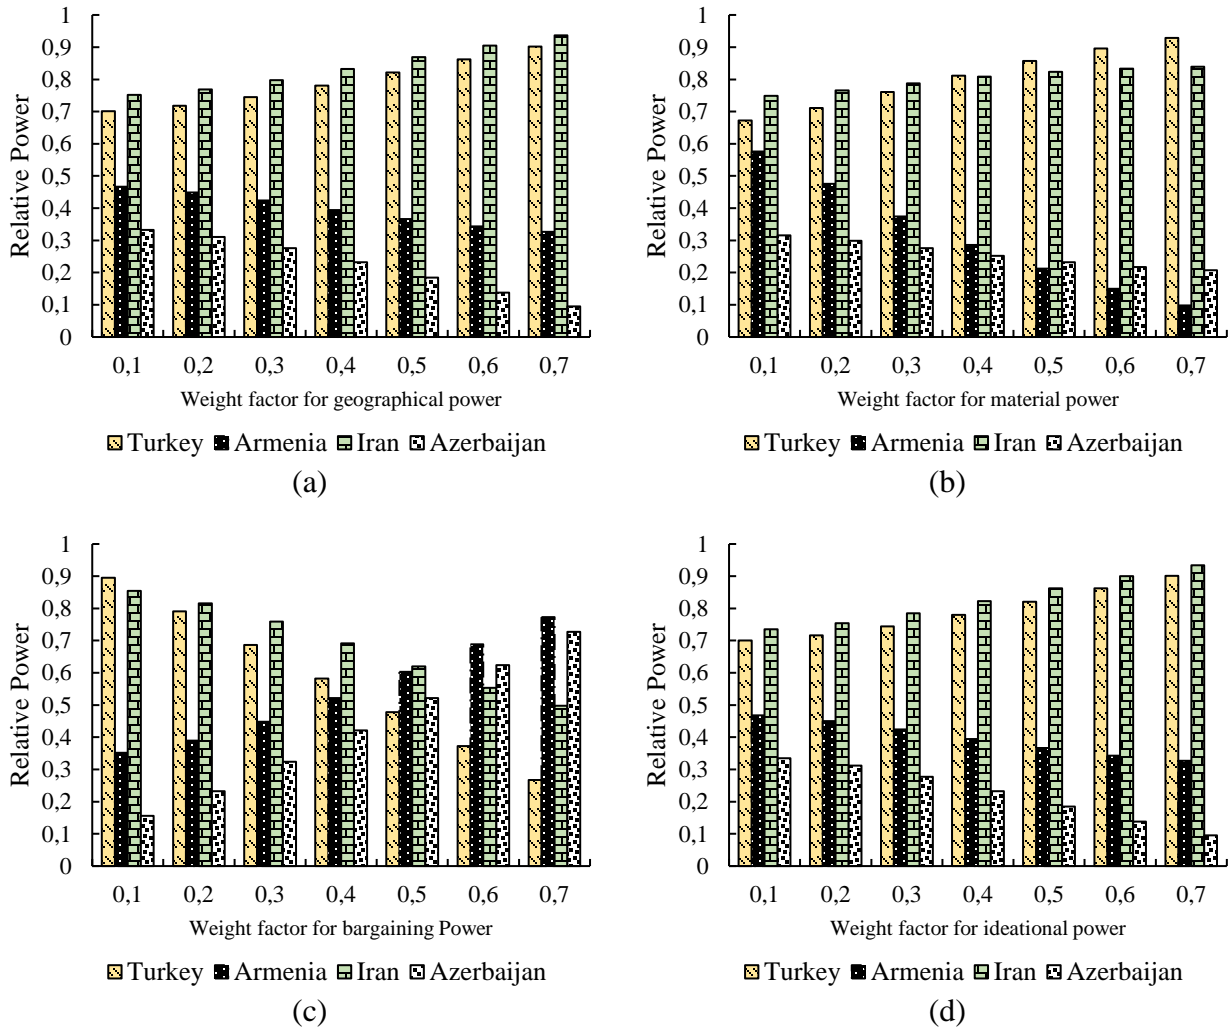 1
0,9
0,8
0,7
0,6
0,5
0,4
0,3
0,2
0,1
0
Relative Power
0,1 0,2 0,3 0,4 0,5 0,6 0,7
Weight factor for geographical power
Turkey Armenia Iran Azerbaijan
(a)
1
0,9
0,8
0,7
0,6
0,5
0,4
0,3
0,2
0,1
0
Relative Power
0,1 0,2 0,3 0,4 0,5 0,6 0,7
Weight factor for material power
Turkey Armenia Iran Azerbaijan
(b)
1
0,9
0,8
0,7
0,6
0,5
0,4
0,3
0,2
0,1
0
Relative Power
0,1 0,2 0,3 0,4 0,5 0,6 0,7
Weight factor for bargaining Power
Turkey Armenia Iran Azerbaijan
(c)
1
0,9
0,8
0,7
0,6
0,5
0,4
0,3
0,2
0,1
0
Relative Power
0,1 0,2 0,3 0,4 0,5 0,6 0,7
Weight factor for ideational power
Turkey Armenia Iran Azerbaijan
(d)